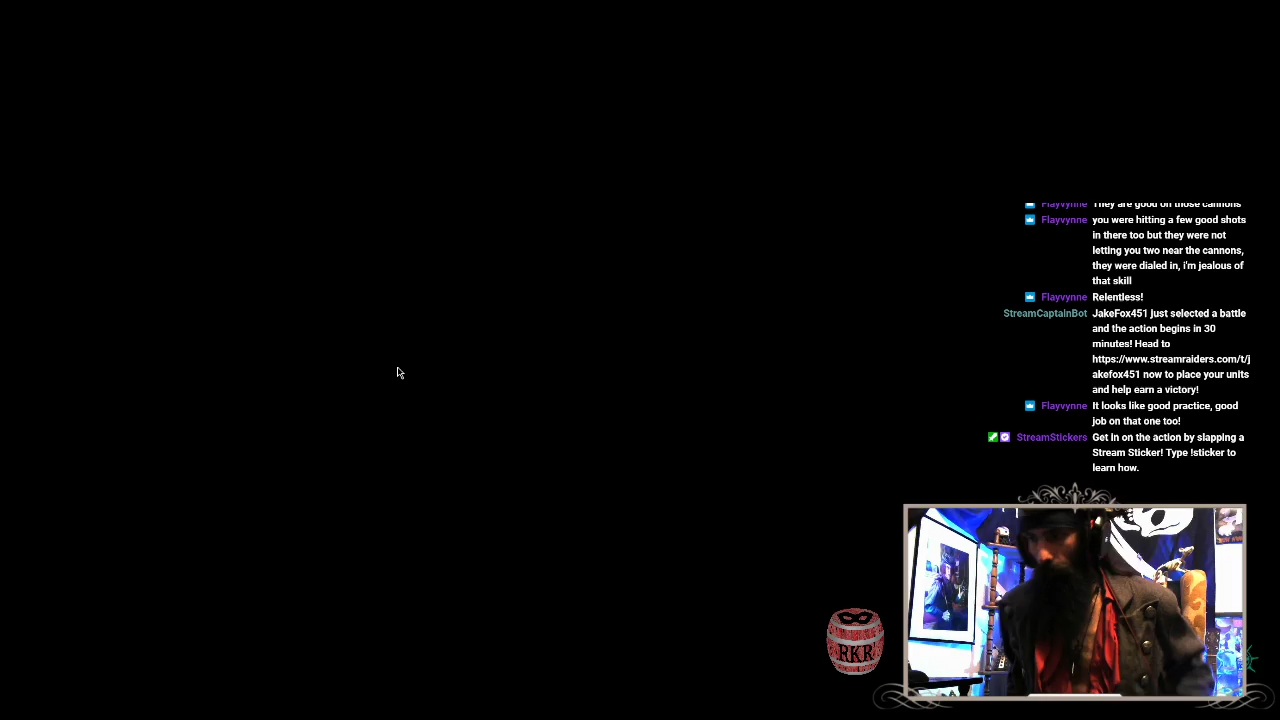 Flayvynne They are good on those cannons
Flayvynne you were hitting a few good shots
in there too but they were not
letting you two near the cannons,
they were dialed in, i'm jealous of
that skill
Flayvynne Relentless!
StreamCaptainBot JakeFox451 just selected a battle
and the action begins in 30
minutes! Head to
https://www.streamraiders.com/t/j
akefox451 now to place your units
and help earn a victory!
Flayvynne It looks like good practice, good
job on that one too!
StreamStickers Get in on the action by slapping a
Stream Sticker! Type !sticker to
learn how.
RKR